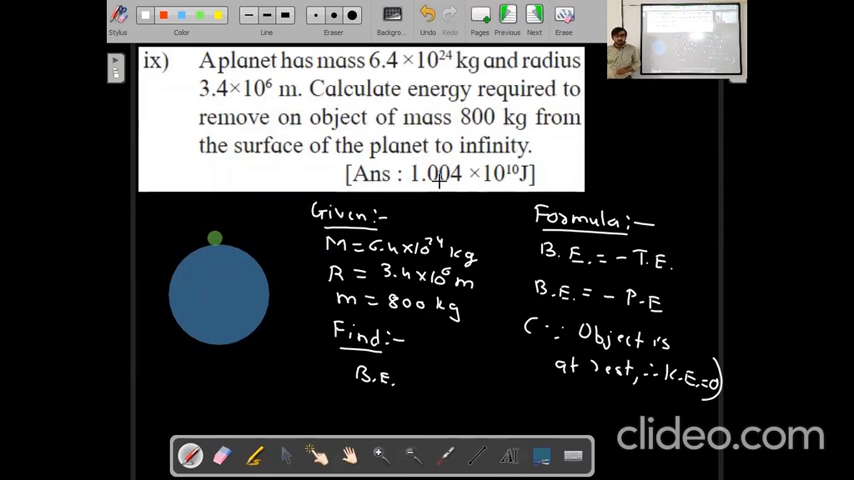 Stylus
Color
Line
Eraser
Background
Undo
Redo
Pages
Previous
Next
Erase
ix) A planet has mass 6.4 ×10²⁴ kg and radius
3.4×10⁶ m. Calculate energy required to
remove on object of mass 800 kg from
the surface of the planet to infinity.
[Ans : 1.004 ×10¹⁰J]
Given:-
M = 6.4×10²⁴ kg
R = 3.4×10⁶ m
m = 800 kg
Find:-
B.E.
Formula:-
B.E. = - T.E.
B.E. = - P.E
(∵ Object is
at rest, ∴ K.E.=0)
clideo.com